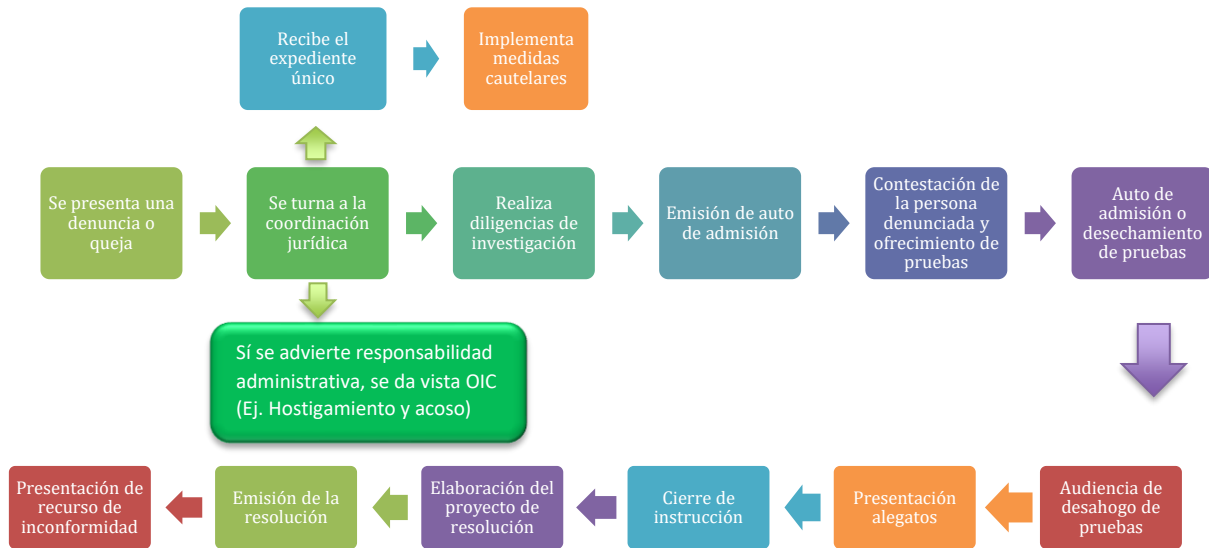 Recibe el
expediente
único
Implementa
medidas
cautelares
Se presenta una
denuncia o
queja
Se turna a la
coordinación
jurídica
Realiza
diligencias de
investigación
Emisión de auto
de admisión
Contestación de
la persona
denunciada y
ofrecimiento de
pruebas
Auto de
admisión o
desechamiento
de pruebas
Sí se advierte responsabilidad
administrativa, se da vista OIC
(Ej. Hostigamiento y acoso)
Audiencia de
desahogo de
pruebas
Presentación
alegatos
Cierre de
instrucción
Elaboración del
proyecto de
resolución
Emisión de la
resolución
Presentación de
recurso de
inconformidad